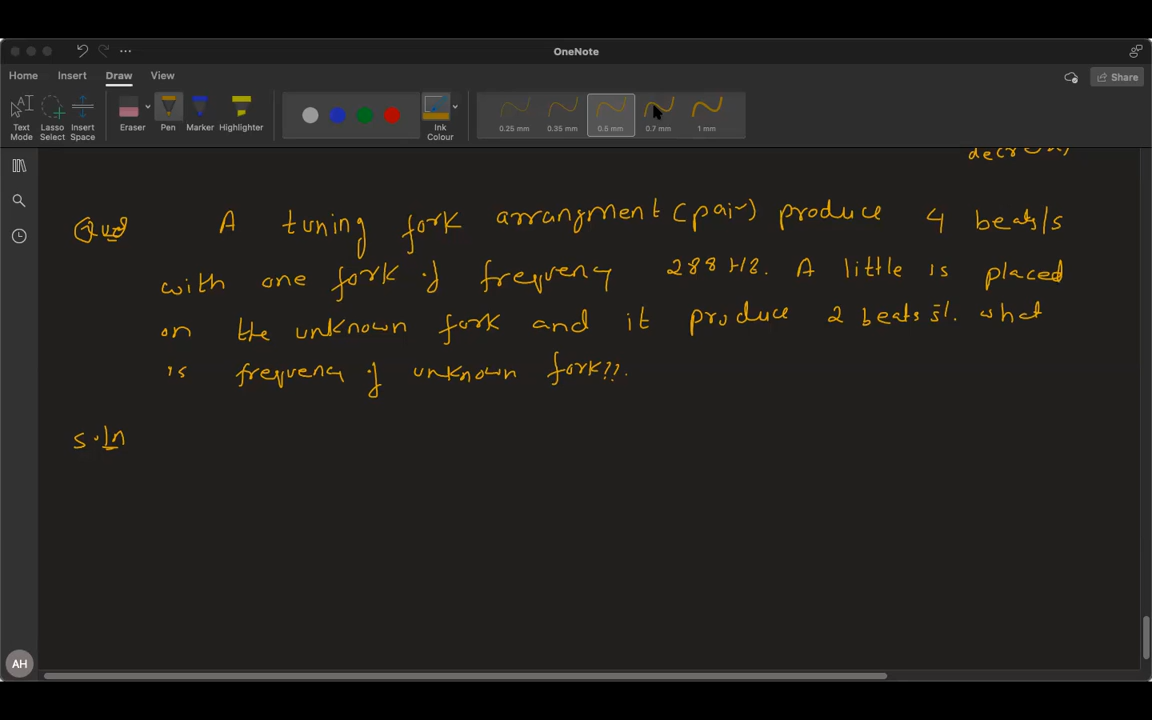 OneNote
Home Insert Draw View
Share
Text Mode Lasso Select Insert Space Eraser Pen Marker Highlighter Ink Colour 0.25 mm 0.35 mm 0.5 mm 0.7 mm 1 mm
Ques A tuning fork arrangment (pair) produce 4 beats/s
with one fork of frequency 288 Hz. A little is placed
on the unknown fork and it produce 2 beats what
is frequency of unknown fork??.
soln
AH